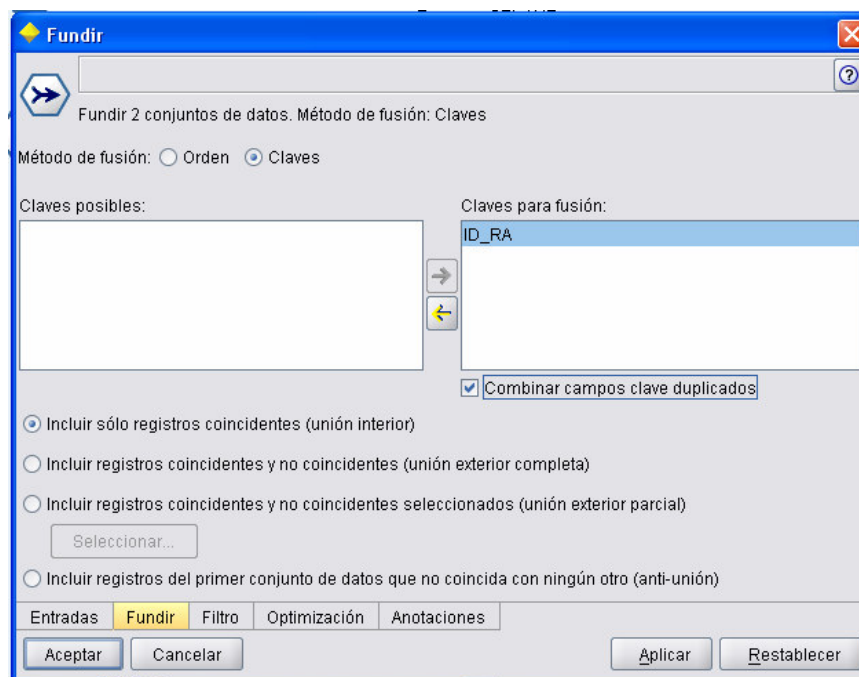 Fundir
Fundir 2 conjuntos de datos. Método de fusión: Claves
Método de fusión: Orden Claves
Claves posibles:
Claves para fusión:
ID_RA
Combinar campos clave duplicados
Incluir sólo registros coincidentes (unión interior)
Incluir registros coincidentes y no coincidentes (unión exterior completa)
Incluir registros coincidentes y no coincidentes seleccionados (unión exterior parcial)
Seleccionar...
Incluir registros del primer conjunto de datos que no coincida con ningún otro (anti-unión)
Entradas Fundir Filtro Optimización Anotaciones
Aceptar Cancelar Aplicar Restablecer